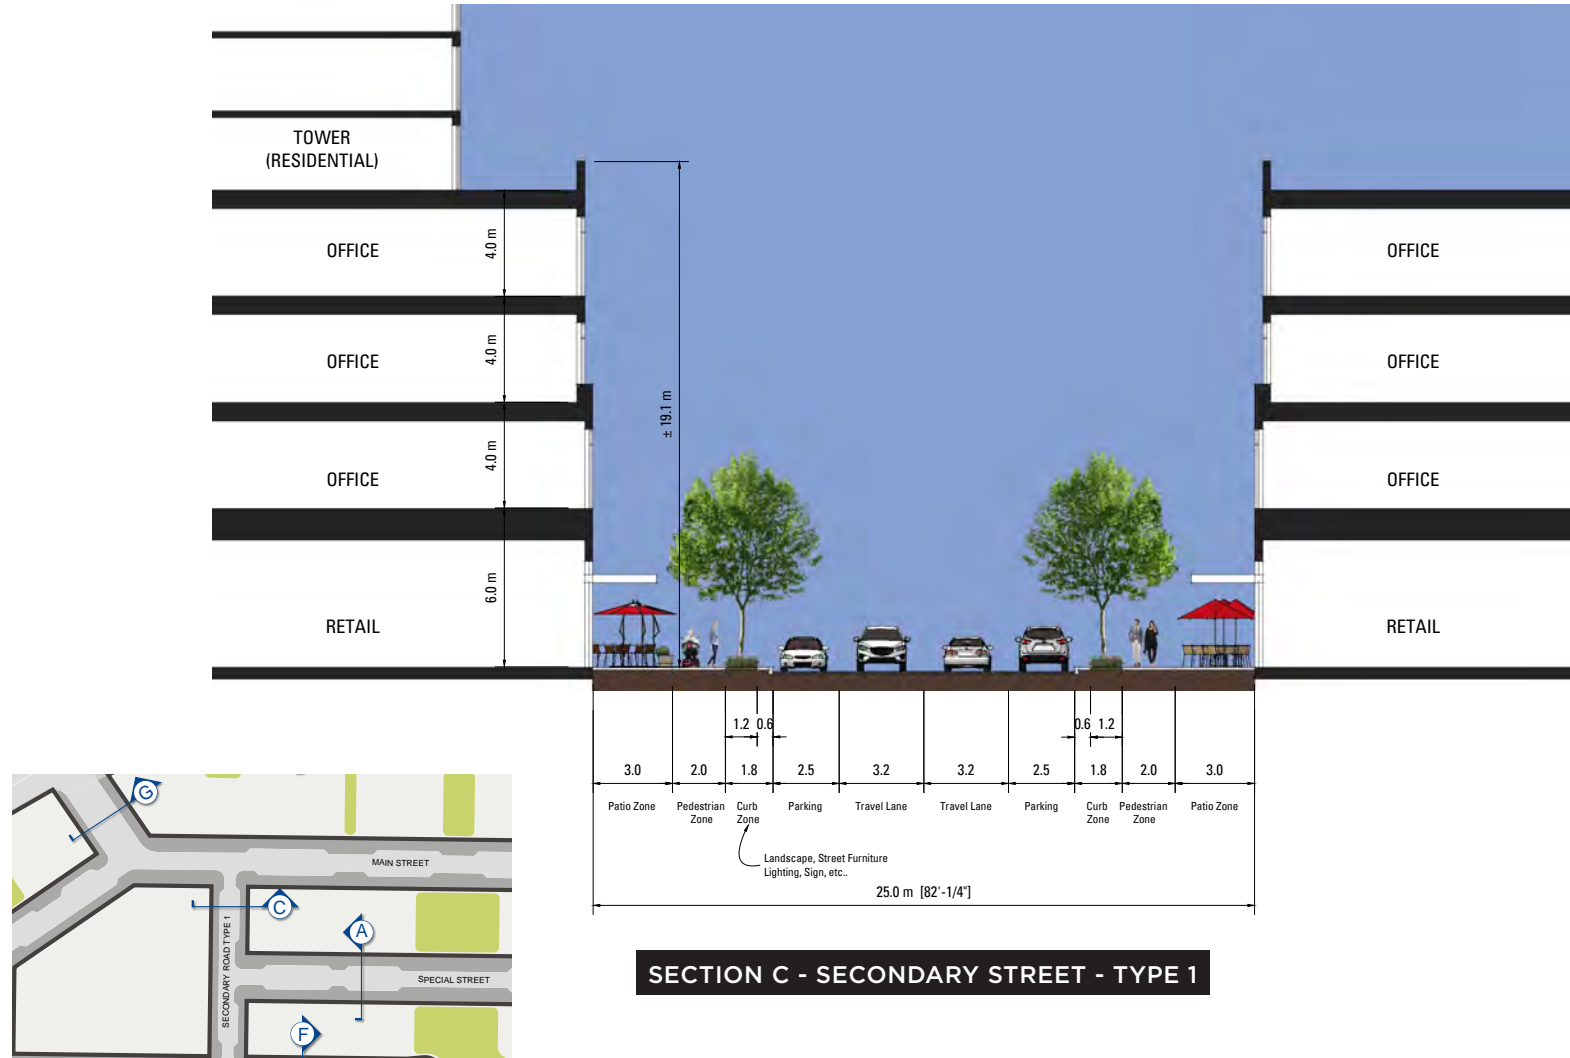 TOWER
(RESIDENTIAL)
OFFICE
4.0 m
OFFICE
OFFICE
4.0 m
OFFICE
± 19.1 m
OFFICE
4.0 m
OFFICE
RETAIL
6.0 m
RETAIL
1.2 0.6
0.6 1.2
3.0 2.0 1.8 2.5 3.2 3.2 2.5 1.8 2.0 3.0
Patio Zone
Pedestrian
Zone
Curb
Zone
Parking
Travel Lane
Travel Lane
Parking
Curb
Zone
Pedestrian
Zone
Patio Zone
Landscape, Street Furniture
Lighting, Sign, etc..
25.0 m [82'-1/4"]
SECTION C - SECONDARY STREET - TYPE 1
G
MAIN STREET
C
A
SECONDARY ROAD TYPE 1
SPECIAL STREET
F